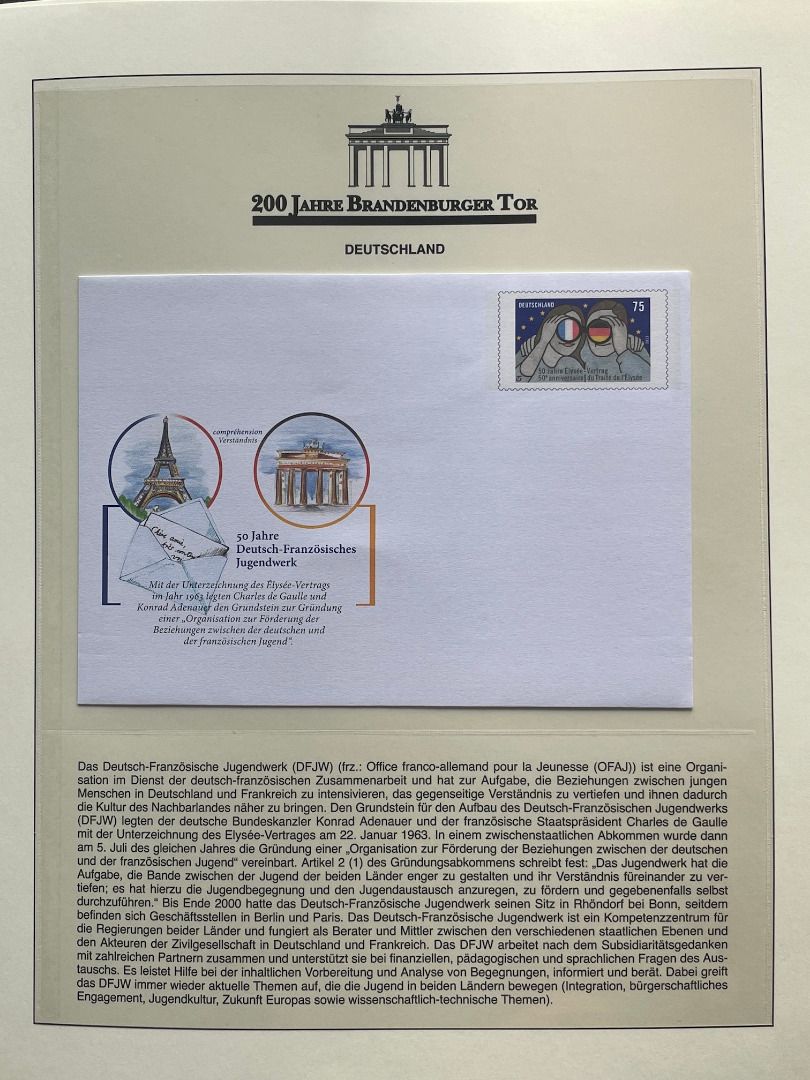 200 JAHRE BRANDENBURGER TOR
DEUTSCHLAND
DEUTSCHLAND
75
50 Jahre Élysée-Vertrag
50e anniversaire du Traité de l'Élysée
compréhension
Verständnis
Chère amie,
50 Jahre
Deutsch-Französisches
Jugendwerk
Mit der Unterzeichnung des Élysée-Vertrags
im Jahr 1963 legten Charles de Gaulle und
Konrad Adenauer den Grundstein zur Gründung
einer „Organisation zur Förderung der
Beziehungen zwischen der deutschen und
der französischen Jugend“.
Das Deutsch-Französische Jugendwerk (DFJW) (frz.: Office franco-allemand pour la Jeunesse (OFAJ)) ist eine Organi-
sation im Dienst der deutsch-französischen Zusammenarbeit und hat zur Aufgabe, die Beziehungen zwischen jungen
Menschen in Deutschland und Frankreich zu intensivieren, das gegenseitige Verständnis zu vertiefen und ihnen dadurch
die Kultur des Nachbarlandes näher zu bringen. Den Grundstein für den Aufbau des Deutsch-Französischen Jugendwerks
(DFJW) legten der deutsche Bundeskanzler Konrad Adenauer und der französische Staatspräsident Charles de Gaulle
mit der Unterzeichnung des Elysée-Vertrages am 22. Januar 1963. In einem zwischenstaatlichen Abkommen wurde dann
am 5. Juli des gleichen Jahres die Gründung einer „Organisation zur Förderung der Beziehungen zwischen der deutschen
und der französischen Jugend“ vereinbart. Artikel 2 (1) des Gründungsabkommens schreibt fest: „Das Jugendwerk hat die
Aufgabe, die Bande zwischen der Jugend der beiden Länder enger zu gestalten und ihr Verständnis füreinander zu ver-
tiefen; es hat hierzu die Jugendbegegnung und den Jugendaustausch anzuregen, zu fördern und gegebenenfalls selbst
durchzuführen.“ Bis Ende 2000 hatte das Deutsch-Französische Jugendwerk seinen Sitz in Rhöndorf bei Bonn, seitdem
befinden sich Geschäftsstellen in Berlin und Paris. Das Deutsch-Französische Jugendwerk ist ein Kompetenzzentrum für
die Regierungen beider Länder und fungiert als Berater und Mittler zwischen den verschiedenen staatlichen Ebenen und
den Akteuren der Zivilgesellschaft in Deutschland und Frankreich. Das DFJW arbeitet nach dem Subsidiaritätsgedanken
mit zahlreichen Partnern zusammen und unterstützt sie bei finanziellen, pädagogischen und sprachlichen Fragen des Aus-
tauschs. Es leistet Hilfe bei der inhaltlichen Vorbereitung und Analyse von Begegnungen, informiert und berät. Dabei greift
das DFJW immer wieder aktuelle Themen auf, die die Jugend in beiden Ländern bewegen (Integration, bürgerschaftliches
Engagement, Jugendkultur, Zukunft Europas sowie wissenschaftlich-technische Themen).